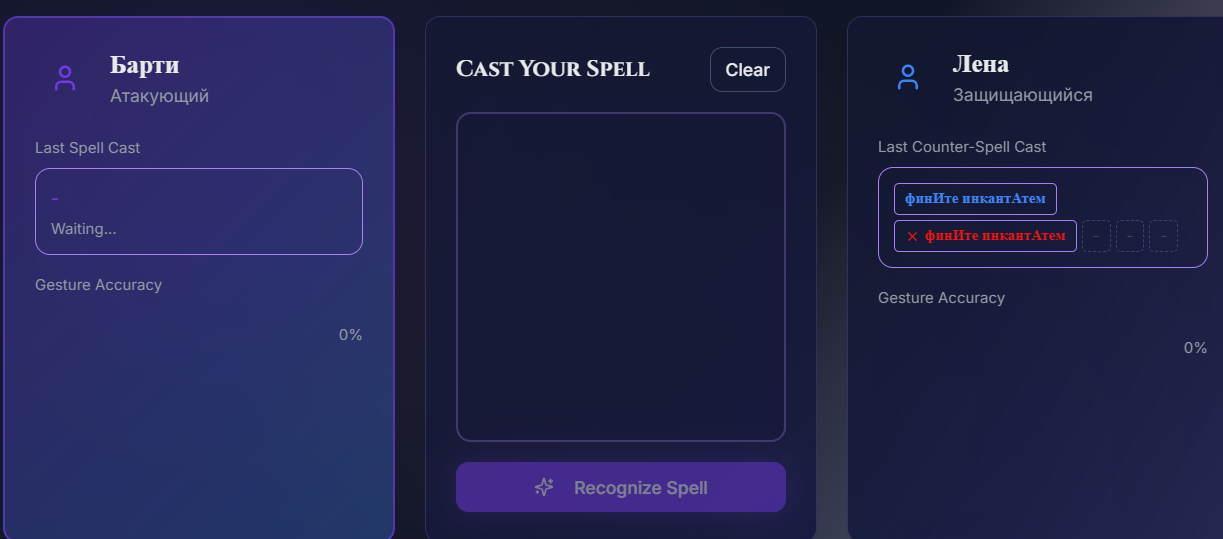 Барти
Атакующий
Last Spell Cast
–
Waiting...
Gesture Accuracy
0%
Cast Your Spell
Clear
Recognize Spell
Лена
Защищающийся
Last Counter-Spell Cast
финИте инкантАтем
× финИте инкантАтем – – –
Gesture Accuracy
0%